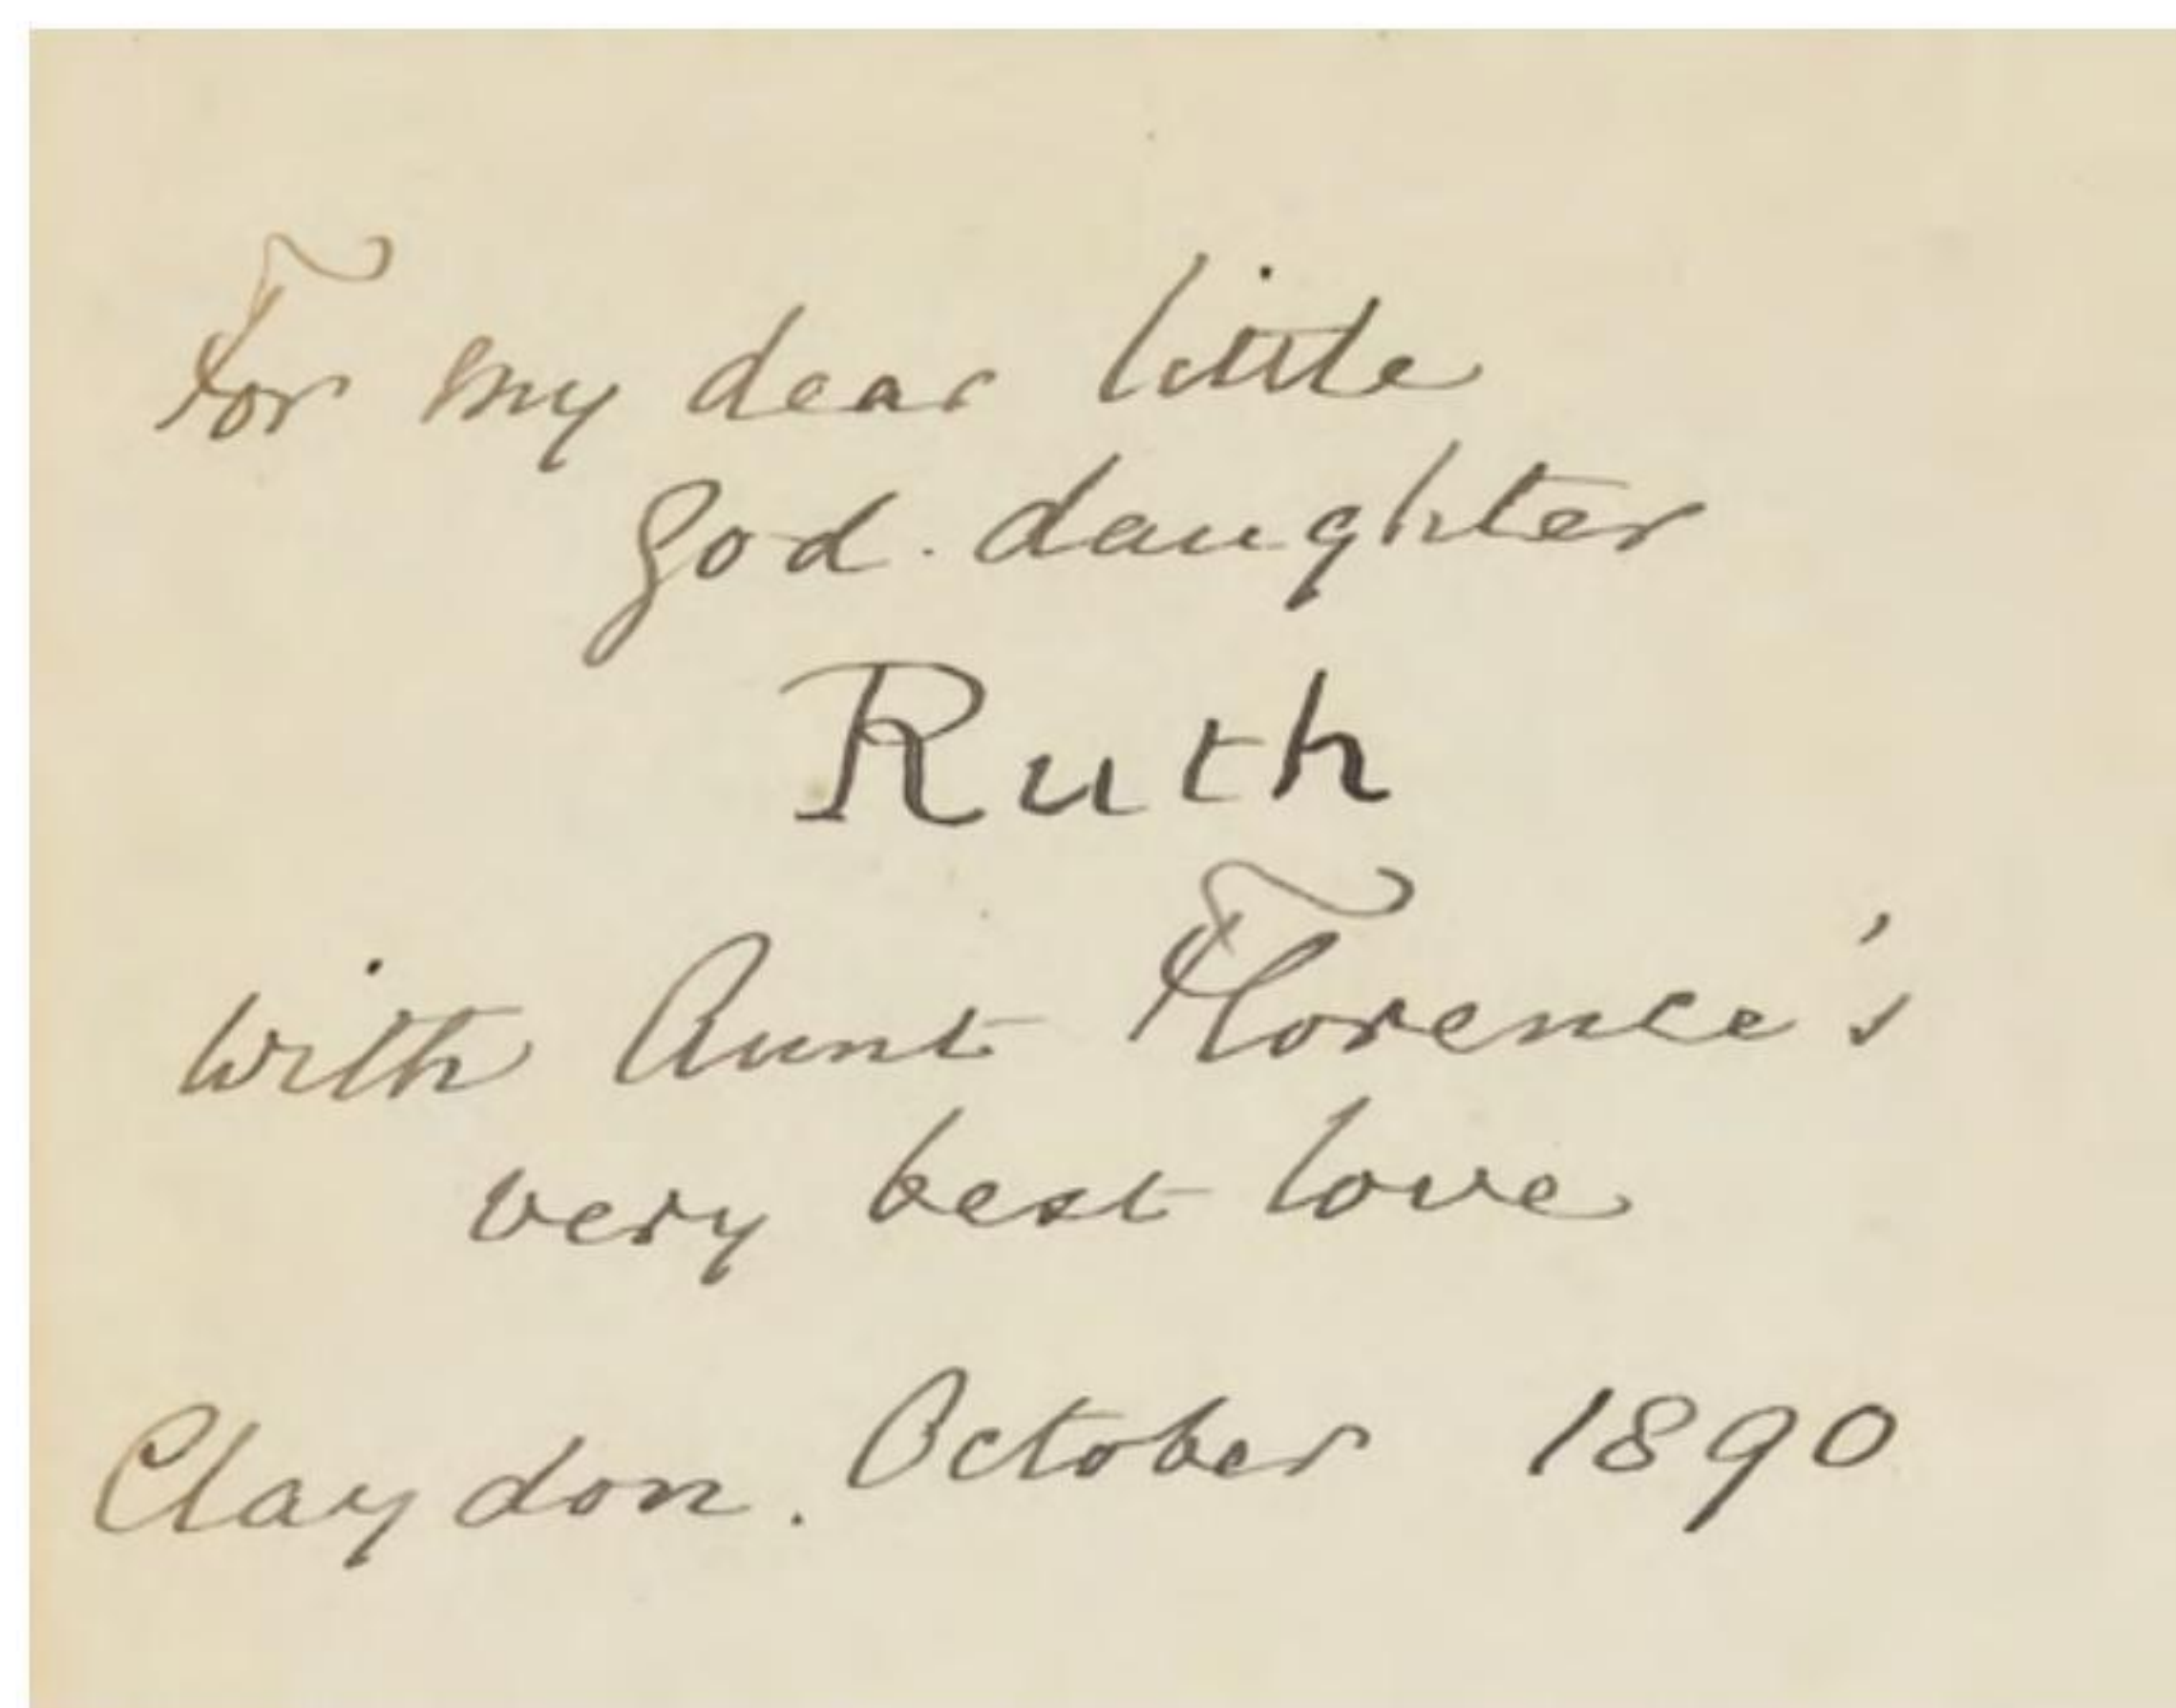 For my dear little
god-daughter
Ruth
with Aunt Florence's
very best love
Claydon. October 1890